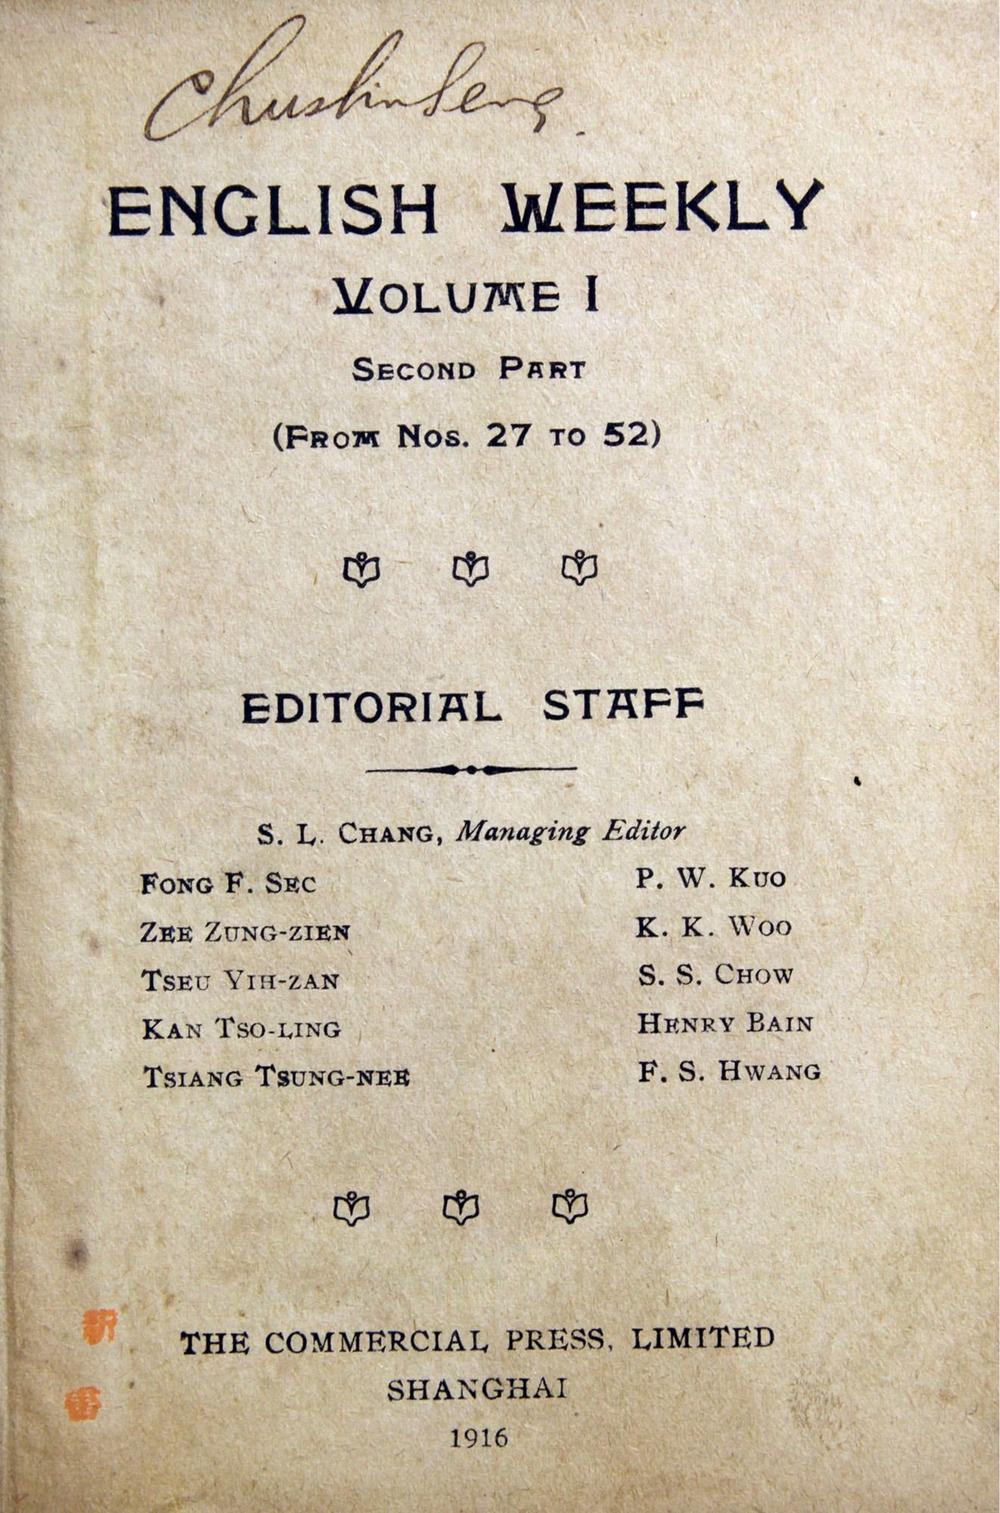 ENGLISH WEEKLY
VOLUME I
SECOND PART
(FROM NOS. 27 TO 52)
EDITORIAL STAFF
S. L. CHANG, Managing Editor
FONG F. SEC
ZEE ZUNG-ZIEN
TSEU YIH-ZAN
KAN TSO-LING
TSIANG TSUNG-NEE
P. W. KUO
K. K. WOO
S. S. CHOW
HENRY BAIN
F. S. HWANG
THE COMMERCIAL PRESS, LIMITED
SHANGHAI
1916